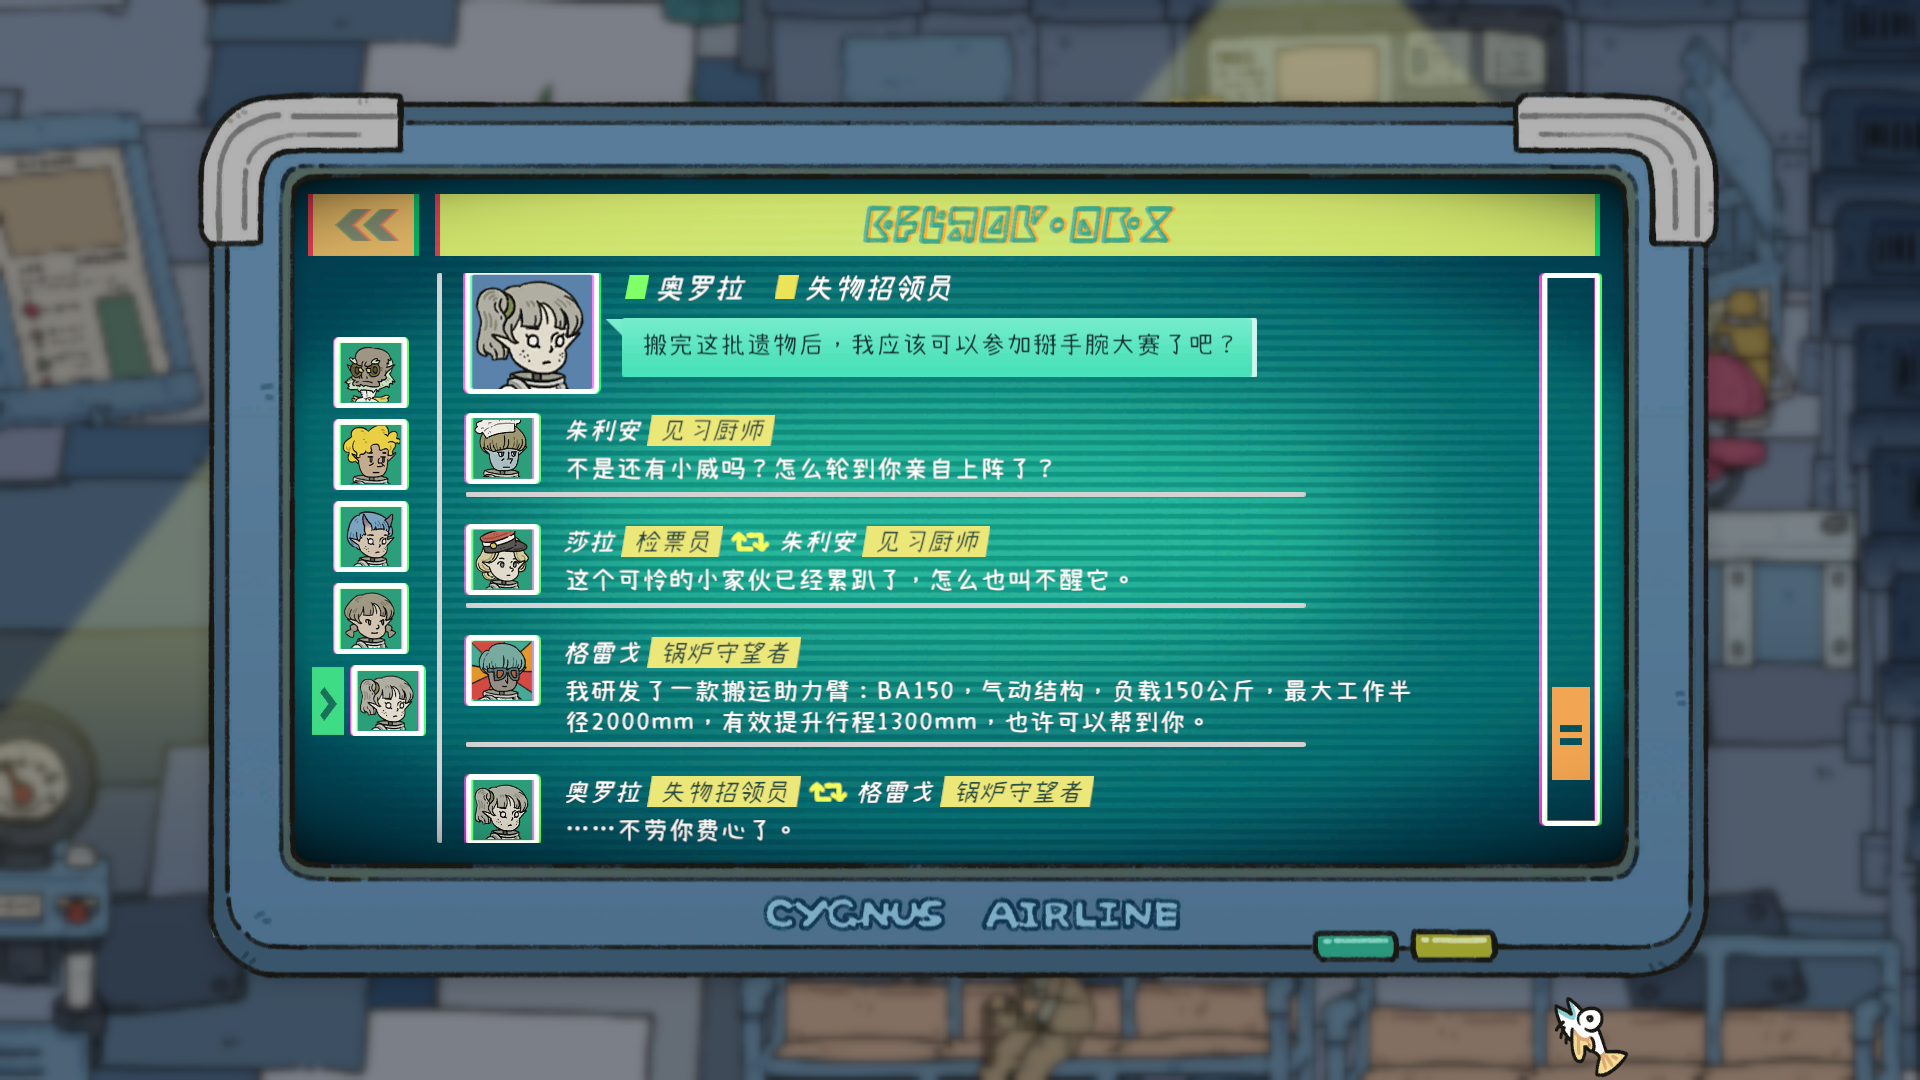 奥罗拉 失物招领员
搬完这批遗物后，我应该可以参加掰手腕大赛了吧？
朱利安 见习厨师
不是还有小威吗？怎么轮到你亲自上阵了？
莎拉 检票员 朱利安 见习厨师
这个可怜的小家伙已经累趴了，怎么也叫不醒它。
格雷戈 锅炉守望者
我研发了一款搬运助力臂：BA150，气动结构，负载150公斤，最大工作半
径2000mm，有效提升行程1300mm，也许可以帮到你。
奥罗拉 失物招领员 格雷戈 锅炉守望者
……不劳你费心了。
CYGNUS AIRLINE